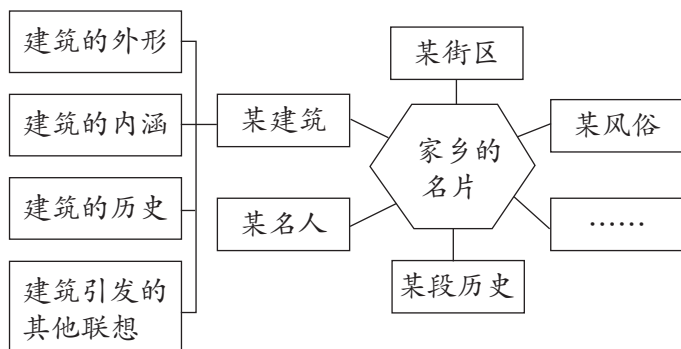 建筑的外形
建筑的内涵
建筑的历史
建筑引发的
其他联想
某建筑
某名人
某街区
家乡的
名片
某段历史
某风俗
……